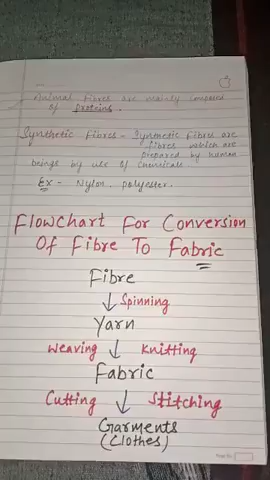 Animal Fibres are mainly composed
of proteins.
Synthetic Fibres - Synthetic fibres are
fibres which are
prepared by human
beings by use of chemicals
Ex - Nylon, polyester.
Flowchart For Conversion
Of Fibre To Fabric
Fibre
Spinning
Yarn
Weaving Knitting
Fabric
Cutting Stitching
Garments
(Clothes)